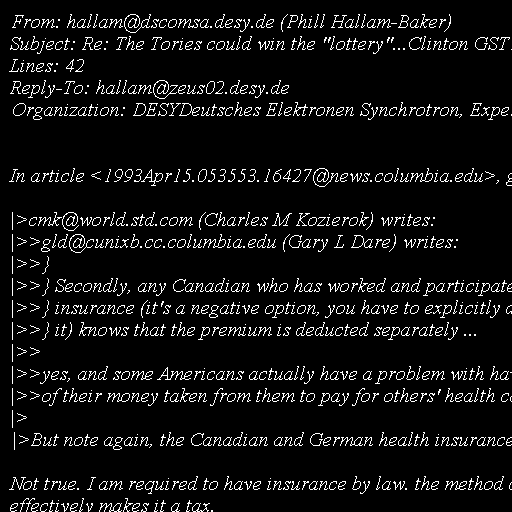 From: hallam@dscomsa.desy.de (Phill Hallam-Baker)
Subject: Re: The Tories could win the "lottery"...Clinton GST
Lines: 42
Reply-To: hallam@zeus02.desy.de
Organization: DESYDeutsches Elektronen Synchrotron, Expe
In article <1993Apr15.053553.16427@news.columbia.edu>, g
|>cmk@world.std.com (Charles M Kozierok) writes:
|>>gld@cunixb.cc.columbia.edu (Gary L Dare) writes:
|>>}
|>>} Secondly, any Canadian who has worked and participate
|>>} insurance (it's a negative option, you have to explicitly
|>>} it) knows that the premium is deducted separately ...
|>>
|>>yes, and some Americans actually have a problem with ha
|>>of their money taken from them to pay for others' health
|>
|>But note again, the Canadian and German health insurance
Not true. I am required to have insurance by law. the method
effectively makes it a tax.